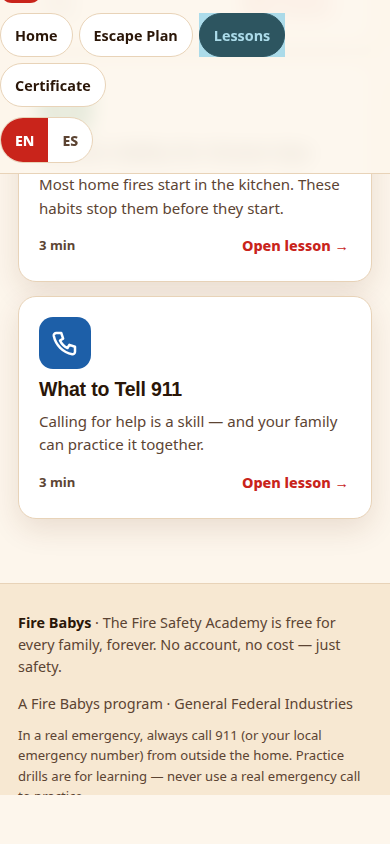 Home
Escape Plan
Lessons
Certificate
EN
ES
Most home fires start in the kitchen. These
habits stop them before they start.
3 min
Open lesson →
What to Tell 911
Calling for help is a skill — and your family
can practice it together.
3 min
Open lesson →
Fire Babys · The Fire Safety Academy is free for
every family, forever. No account, no cost — just
safety.
A Fire Babys program · General Federal Industries
In a real emergency, always call 911 (or your local
emergency number) from outside the home. Practice
drills are for learning — never use a real emergency call